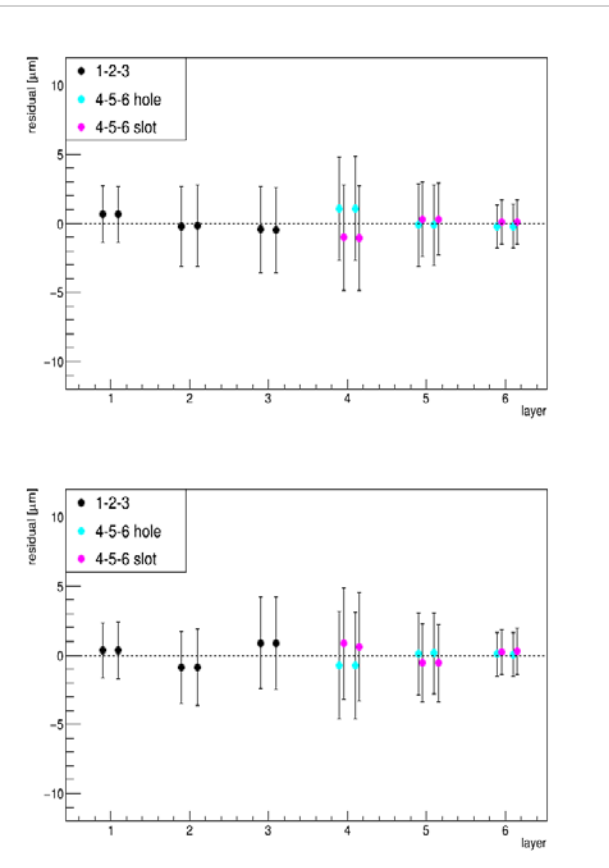 residual [μm]
1-2-3
4-5-6 hole
4-5-6 slot
10
5
0
−5
−10
1 2 3 4 5 6
layer
residual [μm]
1-2-3
4-5-6 hole
4-5-6 slot
10
5
0
−5
−10
1 2 3 4 5 6
layer